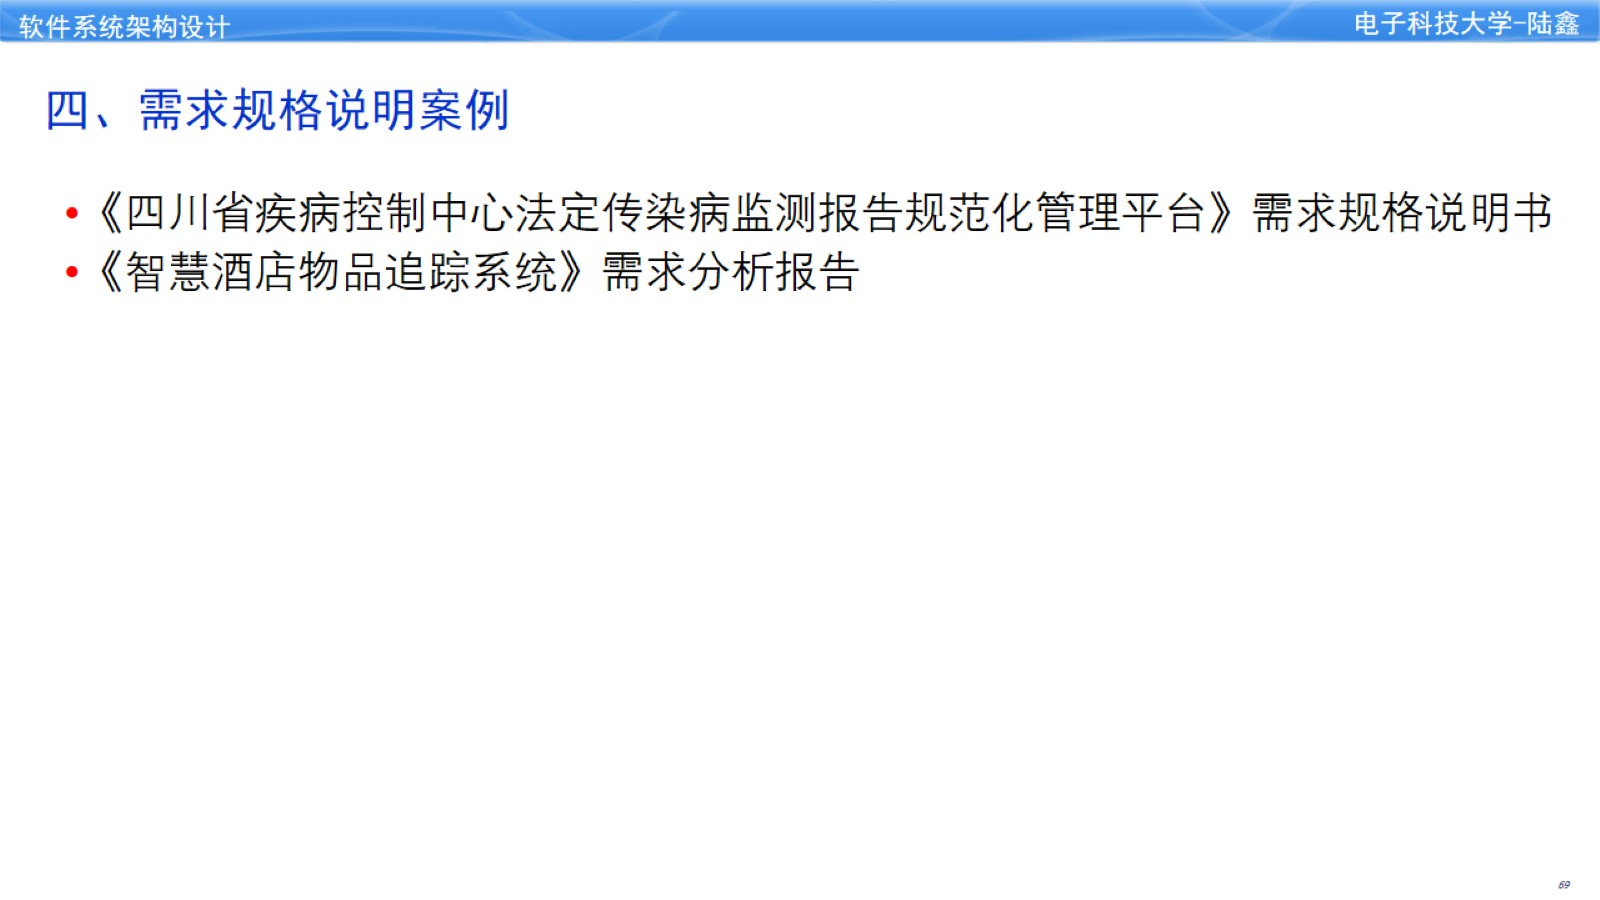 软件系统架构设计
电子科技大学-陆鑫
四、需求规格说明案例
•《四川省疾病控制中心法定传染病监测报告规范化管理平台》需求规格说明书
•《智慧酒店物品追踪系统》需求分析报告
69